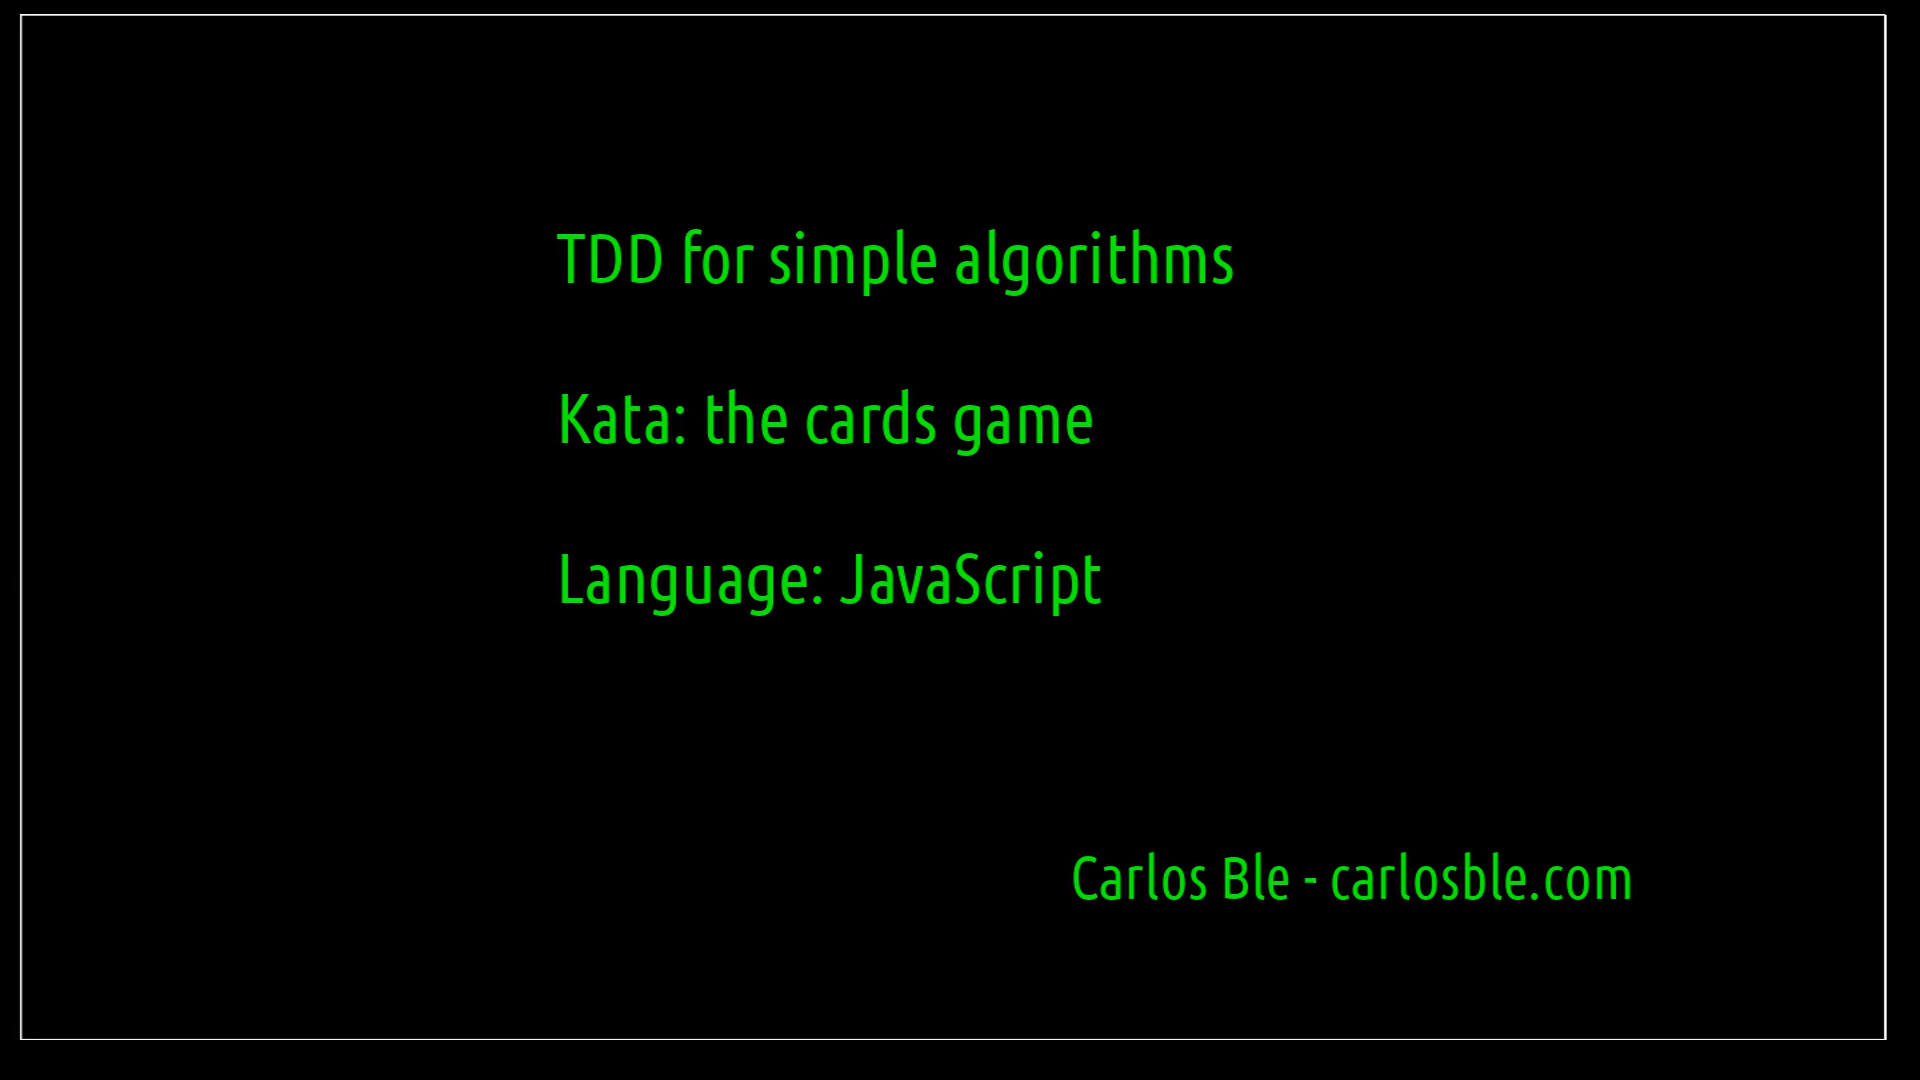 TDD for simple algorithms
Kata: the cards game
Language: JavaScript
Carlos Ble - carlosble.com